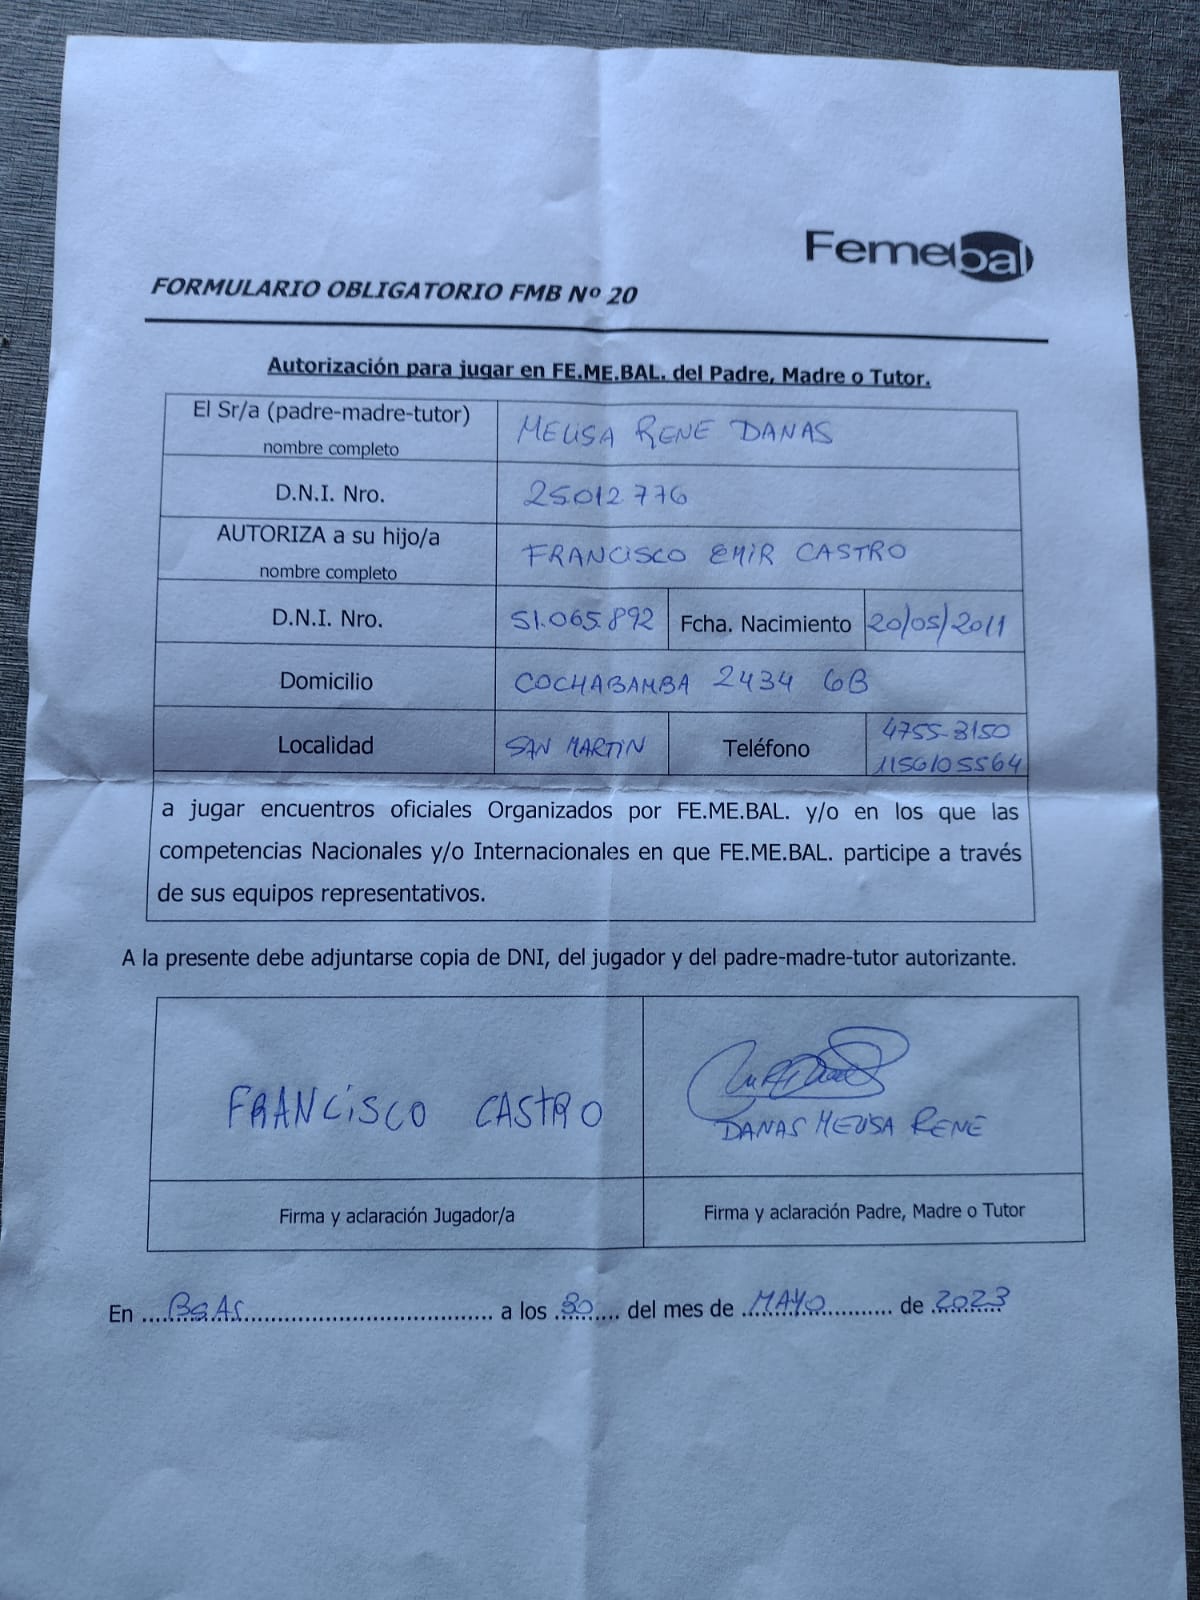 Femebal
FORMULARIO OBLIGATORIO FMB Nº 20
Autorización para jugar en FE.ME.BAL. del Padre, Madre o Tutor.
El Sr/a (padre-madre-tutor)
nombre completo
MELISA RENE DANAS
D.N.I. Nro.
25.012.776
AUTORIZA a su hijo/a
nombre completo
FRANCISCO EMIR CASTRO
D.N.I. Nro.
51.065.892
Fcha. Nacimiento
20/05/2011
Domicilio
COCHABAMBA 2434 6B
Localidad
SAN MARTIN
Teléfono
4755-3150
1156105564
a jugar encuentros oficiales Organizados por FE.ME.BAL. y/o en los que las
competencias Nacionales y/o Internacionales en que FE.ME.BAL. participe a través
de sus equipos representativos.
A la presente debe adjuntarse copia de DNI, del jugador y del padre-madre-tutor autorizante.
FRANCISCO CASTRO
DANAS MELISA RENE
Firma y aclaración Jugador/a
Firma y aclaración Padre, Madre o Tutor
En BsAs a los 30 del mes de MAYO de 2023